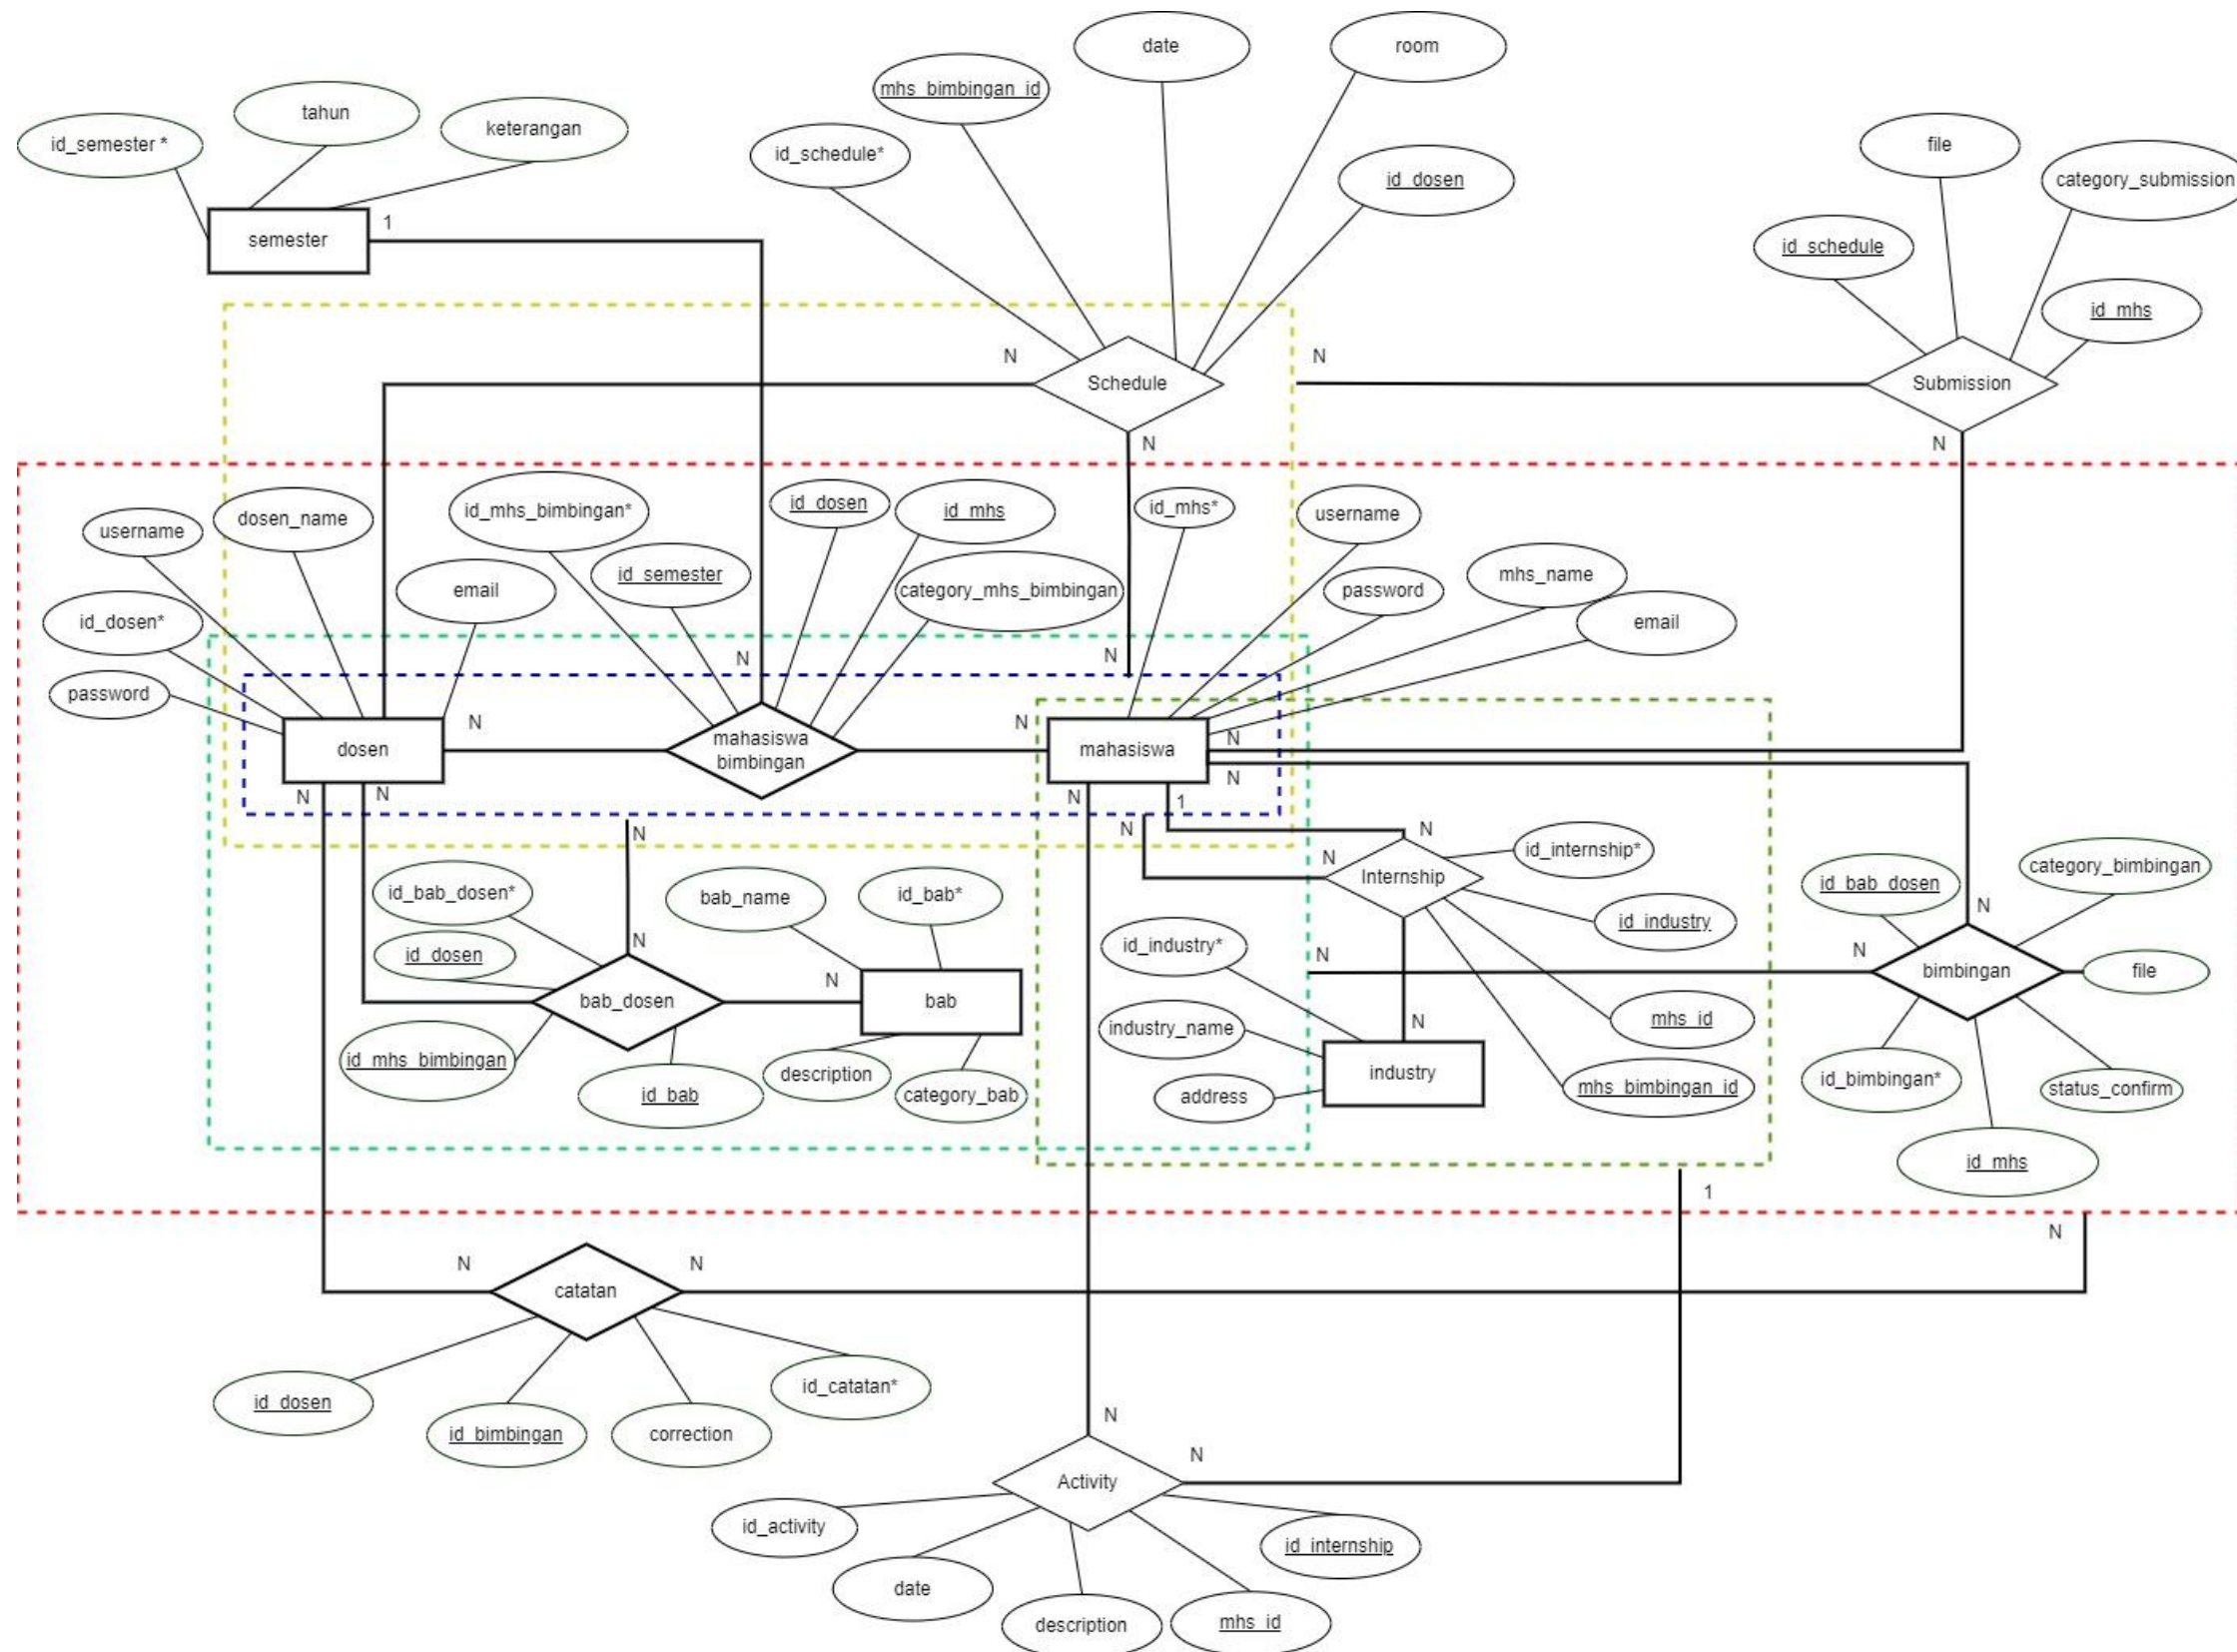 date
room
mhs_bimbingan_id
id_semester *
tahun
keterangan
id_schedule*
id_dosen
file
category_submission
id_schedule
id_mhs
semester
1
N
Schedule
N
Submission
N
N
username
dosen_name
id_mhs_bimbingan*
id_dosen
id_mhs
id_mhs*
username
id_semester
category_mhs_bimbingan
password
mhs_name
email
email
id_dosen*
password
N
N
dosen
N
mahasiswa
bimbingan
N
mahasiswa
N
N
N
N
N
1
N
N
N
N
id_internship*
Internship
id_bab_dosen*
bab_name
id_bab*
id_bab_dosen
category_bimbingan
id_industry
N
N
id_dosen
id_industry*
N
N
bimbingan
file
N
bab_dosen
bab
N
industry_name
mhs_id
id_mhs_bimbingan
description
industry
id_bab
category_bab
address
mhs_bimbingan_id
id_bimbingan*
status_confirm
id_mhs
1
N
N
N
catatan
id_dosen
id_bimbingan
correction
id_catatan*
N
N
Activity
id_activity
id_internship
date
description
mhs_id